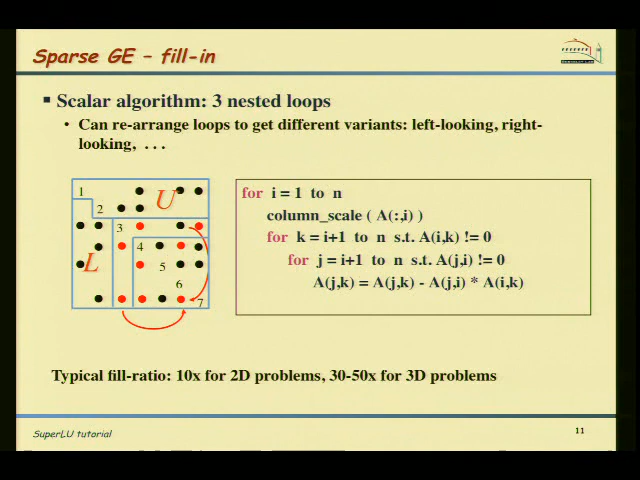 Sparse GE – fill-in
Scalar algorithm: 3 nested loops
Can re-arrange loops to get different variants: left-looking, right-
looking, . . .
1
U
2
3
4
L
5
6
7
for i = 1 to n
column_scale ( A(:,i) )
for k = i+1 to n s.t. A(i,k) != 0
for j = i+1 to n s.t. A(j,i) != 0
A(j,k) = A(j,k) - A(j,i) * A(i,k)
Typical fill-ratio: 10x for 2D problems, 30-50x for 3D problems
SuperLU tutorial
11